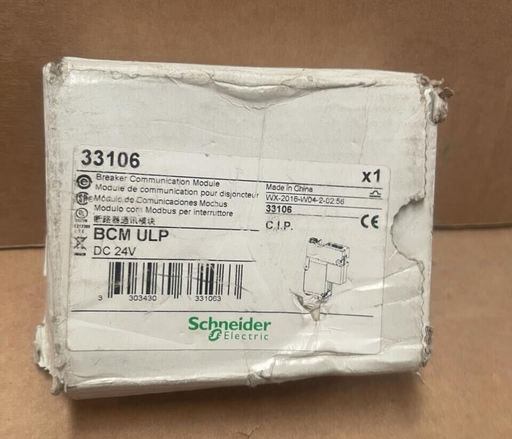 33106
x1
Breaker Communication Module
Module de communication pour disjoncteur
Módulo de Comunicaciones Mocbus
Modulo com Modbus per interruttore
断路器通讯模块
BCM ULP
DC 24V
Made in China
WX-2016-W04-2-02:56
33106
C.I.P.
CE
3 303430 331063
Schneider
Electric